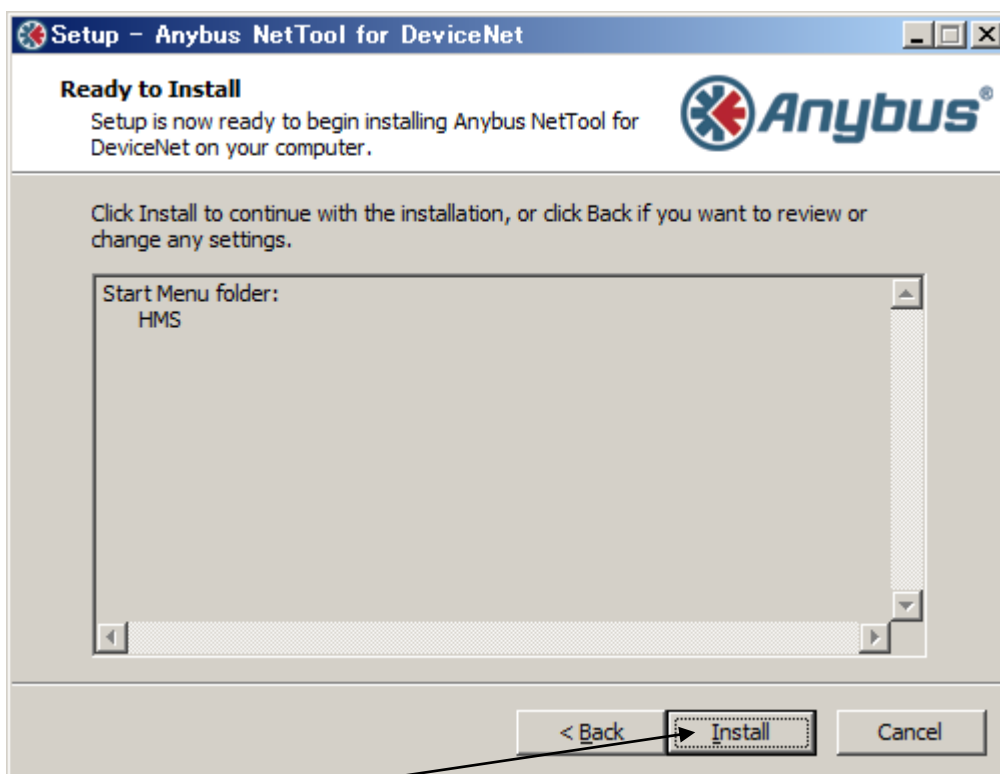 Setup - Anybus NetTool for DeviceNet
Ready to Install
Setup is now ready to begin installing Anybus NetTool for
DeviceNet on your computer.
Anybus®
Click Install to continue with the installation, or click Back if you want to review or
change any settings.
Start Menu folder:
HMS
< Back
Install
Cancel